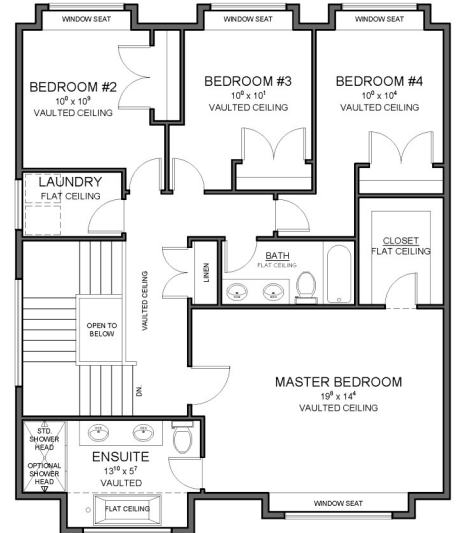 WINDOW SEAT
WINDOW SEAT
WINDOW SEAT
BEDROOM #2
10⁰ x 10⁹
VAULTED CEILING
BEDROOM #3
10⁰ x 10¹
VAULTED CEILING
BEDROOM #4
10⁰ x 10⁴
VAULTED CEILING
LAUNDRY
FLAT CEILING
CLOSET
FLAT CEILING
BATH
FLAT CEILING
LINEN
VAULTED CEILING
OPEN TO
BELOW
DN.
MASTER BEDROOM
19⁸ x 14⁴
VAULTED CEILING
STD.
SHOWER
HEAD
OPTIONAL
SHOWER
HEAD
ENSUITE
13¹⁰ x 5⁷
VAULTED
FLAT CEILING
WINDOW SEAT